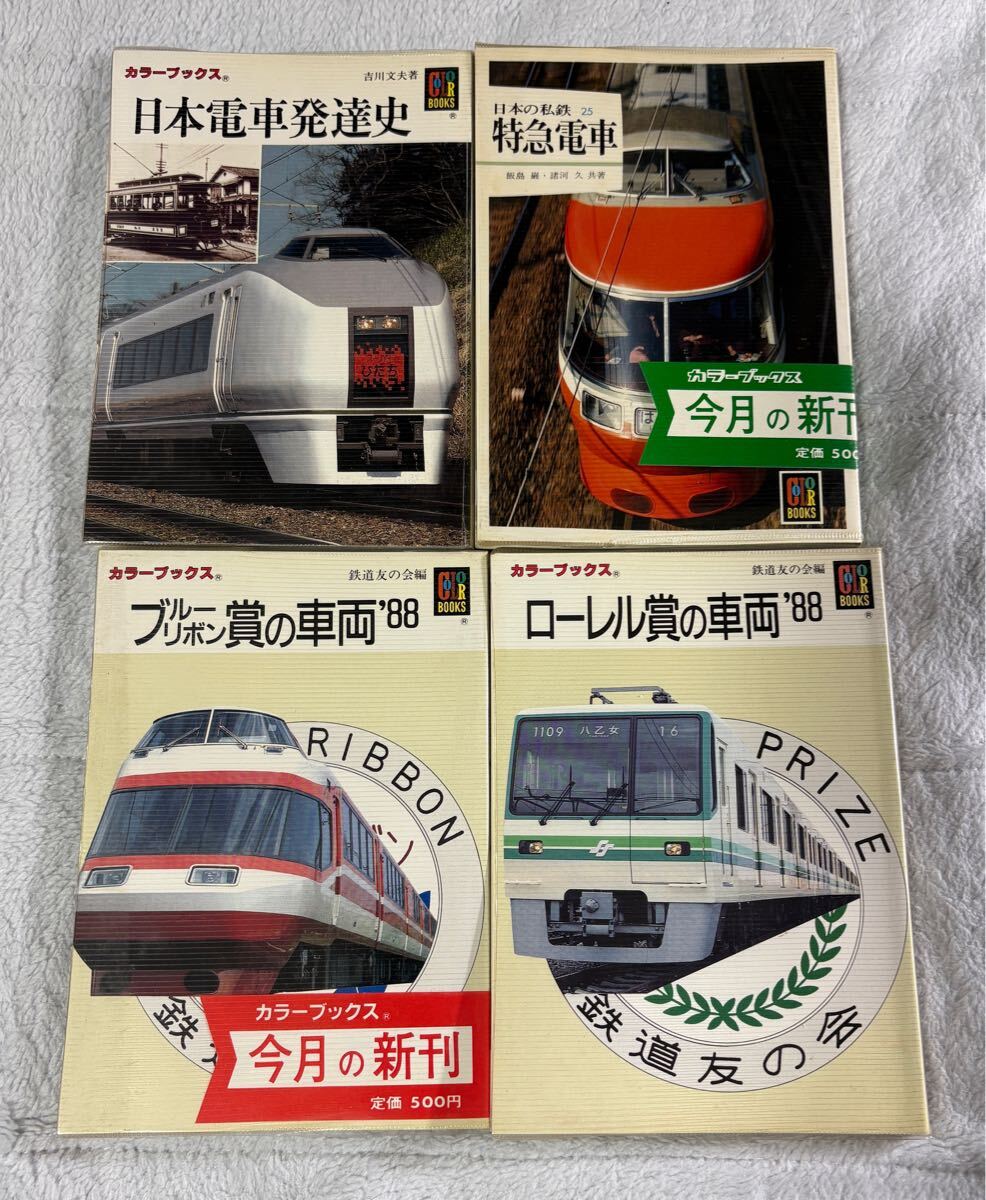 カラーブックス®
吉川文夫著
COLOR
BOOKS
®
日本電車発達史
ひたち
日本の私鉄 25
特急電車
飯島 巌・諸河 久 共著
は
カラーブックス
今月の新刊
定価 500
COLOR
BOOKS
カラーブックス®
鉄道友の会編
COLOR
BOOKS
®
ブルーリボン賞の車両'88
RIBBON
ン)
鉄
カラーブックス®
今月の新刊
定価 500円
カラーブックス®
鉄道友の会編
COLOR
BOOKS
®
ローレル賞の車両'88
1109 八乙女 16
PRIZE
鉄道友の会